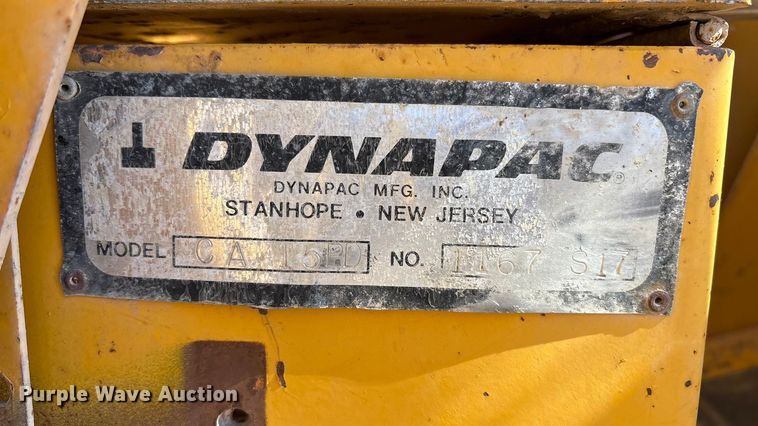 DYNAPAC
DYNAPAC MFG. INC.
STANHOPE • NEW JERSEY
MODEL CA 15PD NO. 1167 S17
Purple Wave Auction